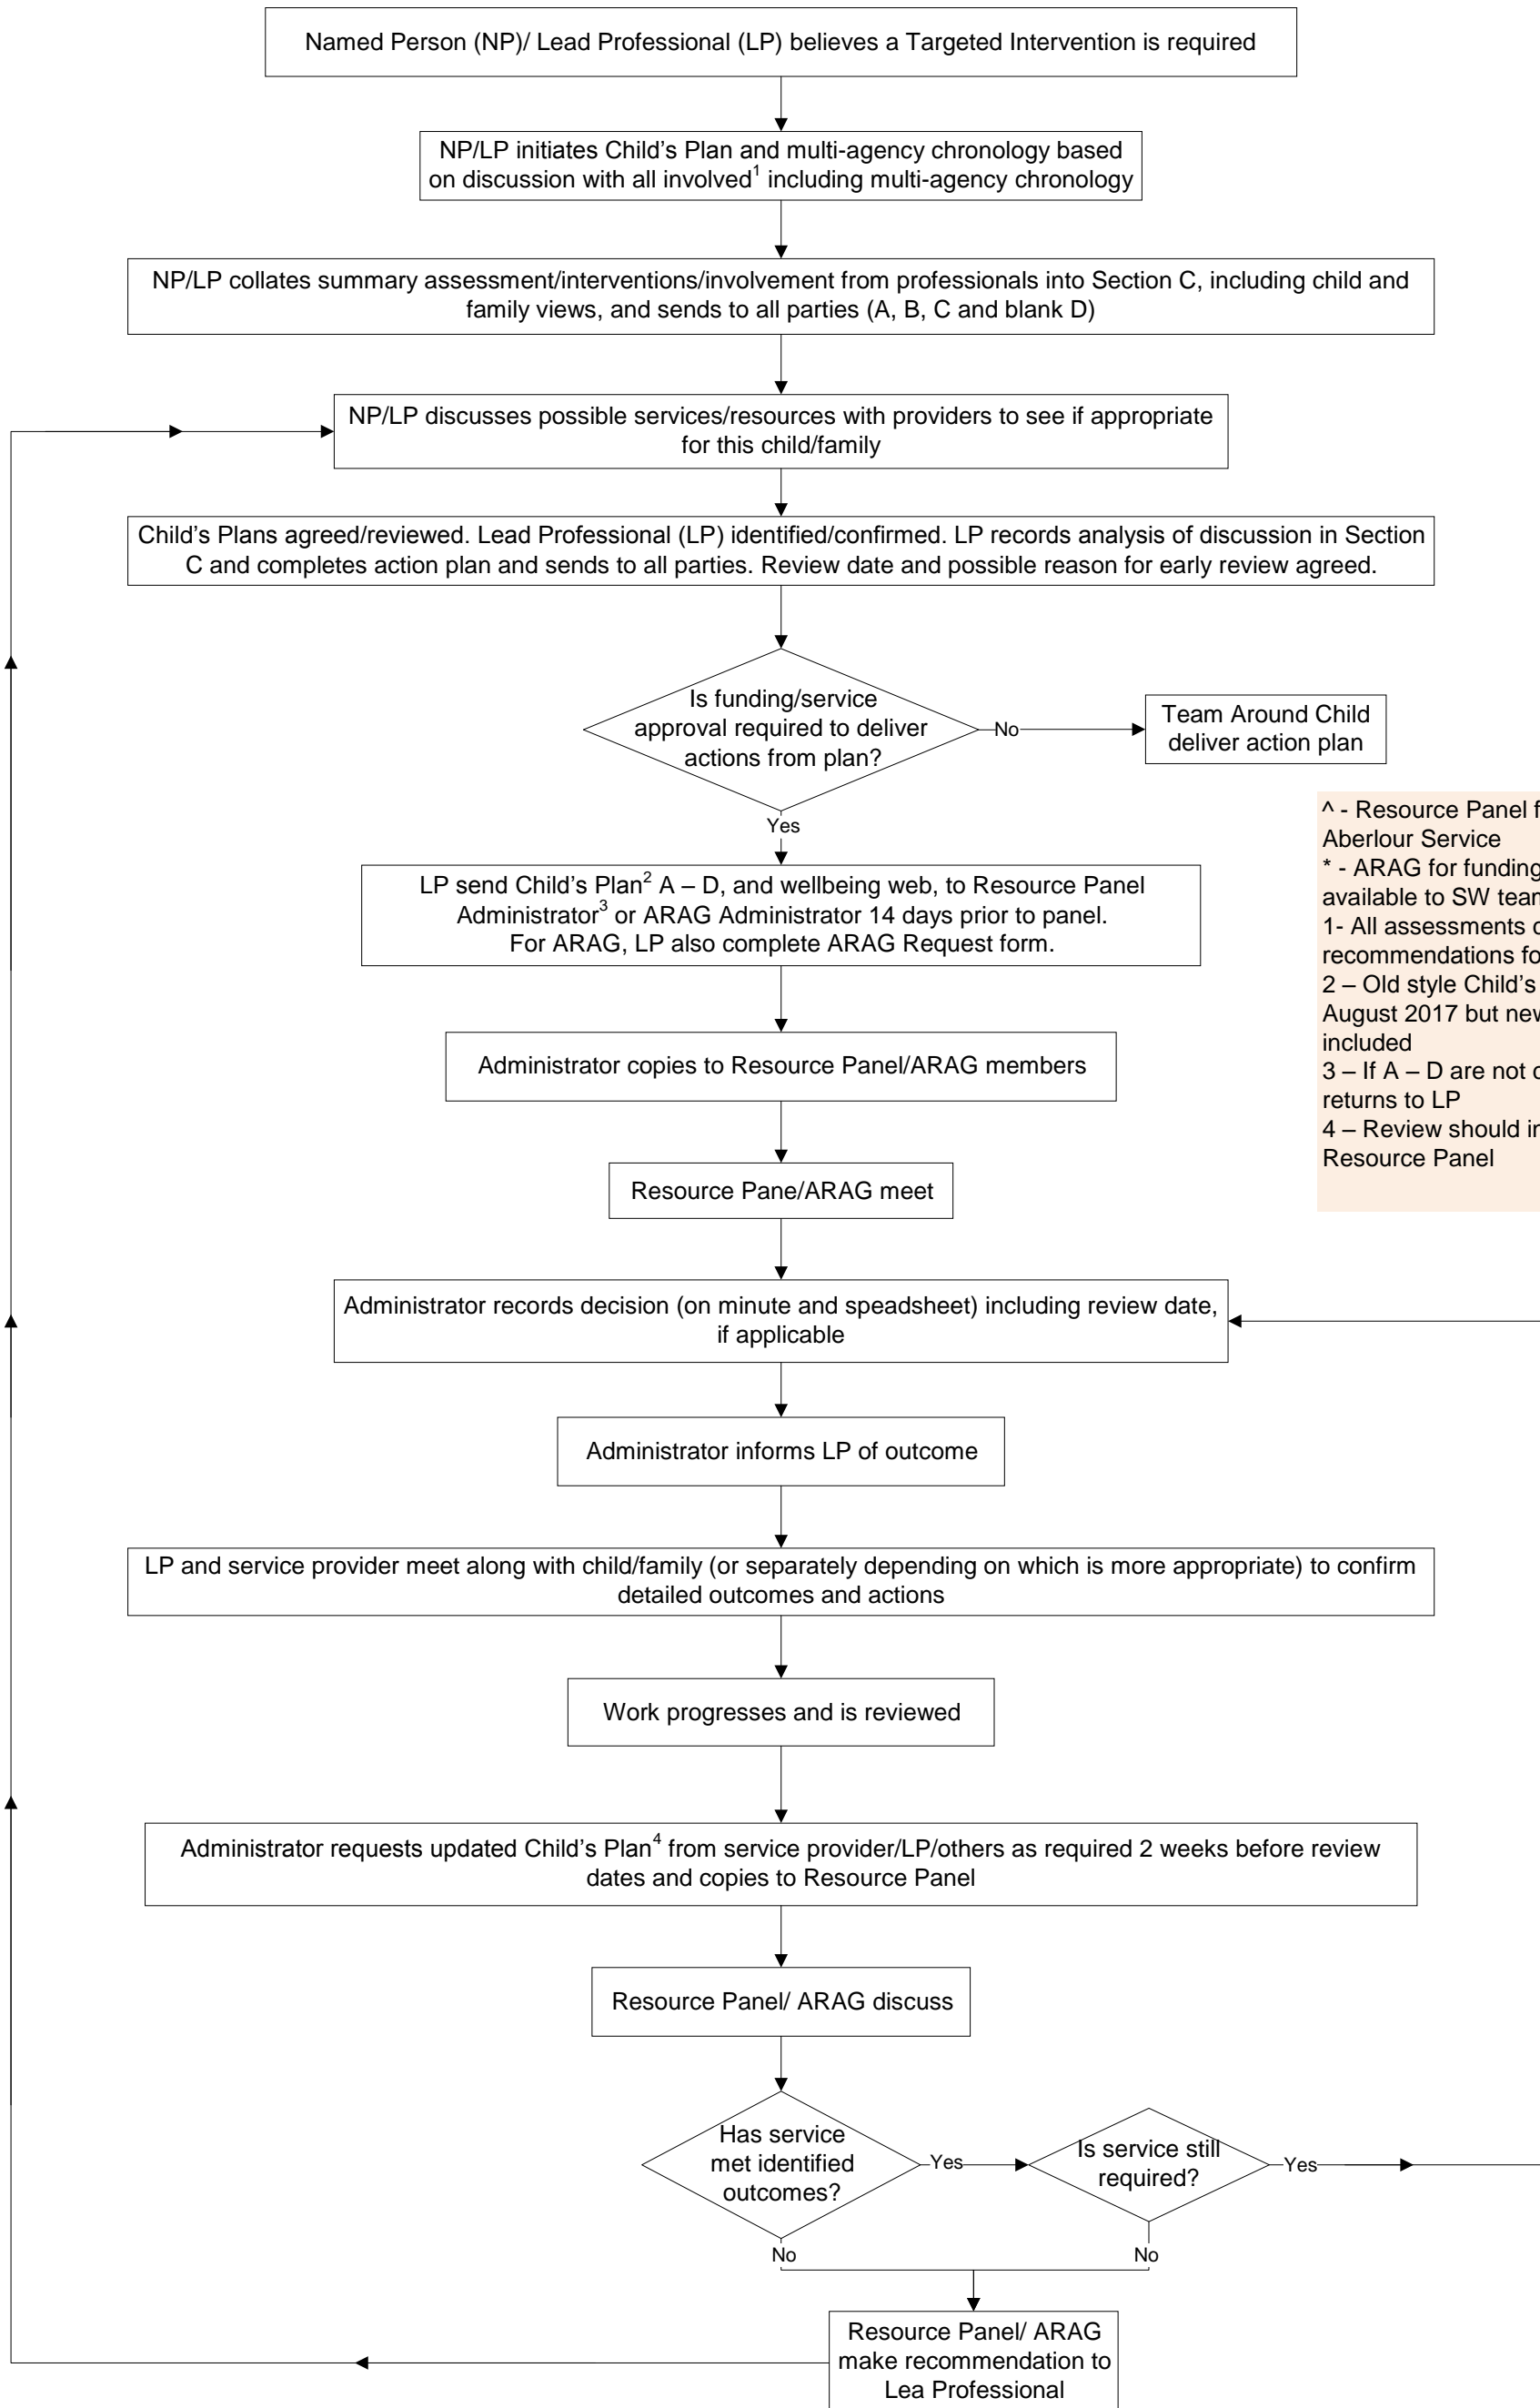 Named Person (NP)/ Lead Professional (LP) believes a Targeted Intervention is required
NP/LP initiates Child's Plan and multi-agency chronology based
on discussion with all involved1 including multi-agency chronology
NP/LP collates summary assessment/interventions/involvement from professionals into Section C, including child and
family views, and sends to all parties (A, B, C and blank D)
NP/LP discusses possible services/resources with providers to see if appropriate
for this child/family
Child's Plans agreed/reviewed. Lead Professional (LP) identified/confirmed. LP records analysis of discussion in Section
C and completes action plan and sends to all parties. Review date and possible reason for early review agreed.
Is funding/service
approval required to deliver
actions from plan?
No
Team Around Child
deliver action plan
Yes
^ - Resource Panel f
Aberlour Service
* - ARAG for funding
available to SW team
1- All assessments
recommendations fo
2 – Old style Child's
August 2017 but new
included
3 – If A – D are not
returns to LP
4 – Review should in
Resource Panel
LP send Child's Plan2 A – D, and wellbeing web, to Resource Panel
Administrator3 or ARAG Administrator 14 days prior to panel.
For ARAG, LP also complete ARAG Request form.
Administrator copies to Resource Panel/ARAG members
Resource Pane/ARAG meet
Administrator records decision (on minute and speadsheet) including review date,
if applicable
Administrator informs LP of outcome
LP and service provider meet along with child/family (or separately depending on which is more appropriate) to confirm
detailed outcomes and actions
Work progresses and is reviewed
Administrator requests updated Child's Plan4 from service provider/LP/others as required 2 weeks before review
dates and copies to Resource Panel
Resource Panel/ ARAG discuss
Has service
met identified
outcomes?
Yes
Is service still
required?
Yes
No
No
Resource Panel/ ARAG
make recommendation to
Lea Professional